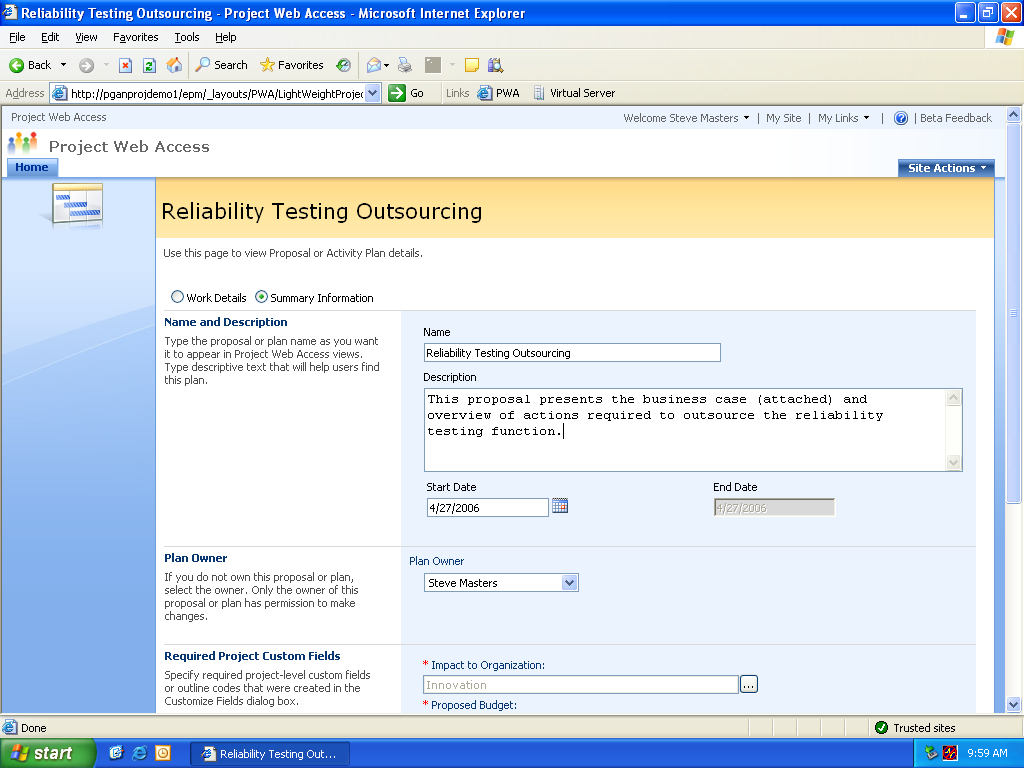 Reliability Testing Outsourcing - Project Web Access - Microsoft Internet Explorer
File Edit View Favorites Tools Help
Back Search Favorites
Address http://pganprojdemo1/epm/_layouts/PWA/LightWeightProje Go Links PWA Virtual Server
Project Web Access Welcome Steve Masters | My Site | My Links | Beta Feedback
Project Web Access
Home Site Actions
Reliability Testing Outsourcing
Use this page to view Proposal or Activity Plan details.
Work Details Summary Information
Name and Description
Type the proposal or plan name as you want
it to appear in Project Web Access views.
Type descriptive text that will help users find
this plan.
Name
Reliability Testing Outsourcing
Description
This proposal presents the business case (attached) and
overview of actions required to outsource the reliability
testing function.
Start Date End Date
4/27/2006 4/27/2006
Plan Owner
If you do not own this proposal or plan,
select the owner. Only the owner of this
proposal or plan has permission to make
changes.
Plan Owner
Steve Masters
Required Project Custom Fields
Specify required project-level custom fields
or outline codes that were created in the
Customize Fields dialog box.
* Impact to Organization:
Innovation ...
* Proposed Budget:
Done Trusted sites
start Reliability Testing Out... 9:59 AM